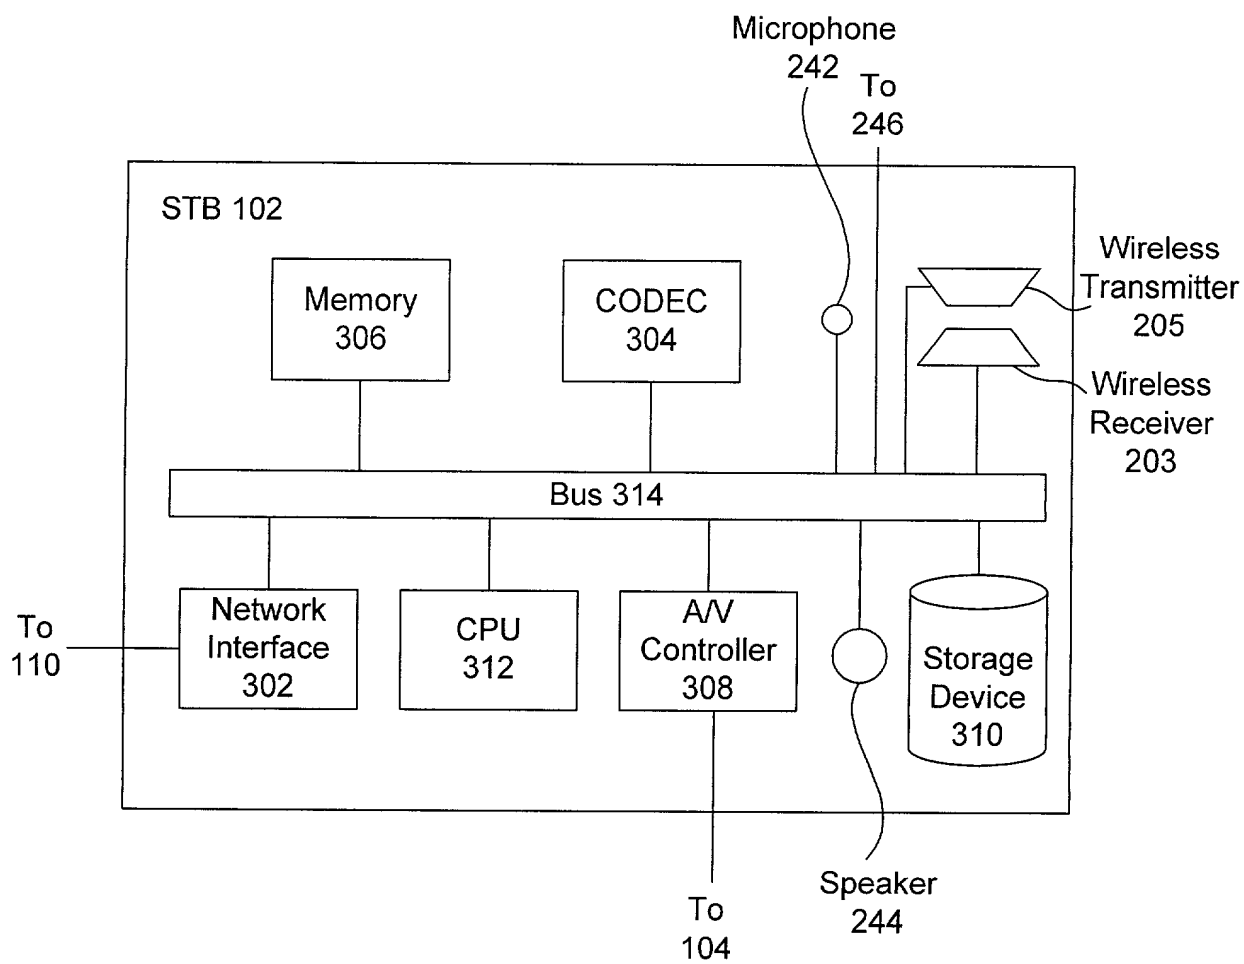 Microphone
242
To
246
STB 102
Wireless
Transmitter
205
Memory
306
CODEC
304
Wireless
Receiver
203
Bus 314
Network
Interface
302
CPU
312
A/V
Controller
308
Storage
Device
310
To
110
Speaker
244
To
104